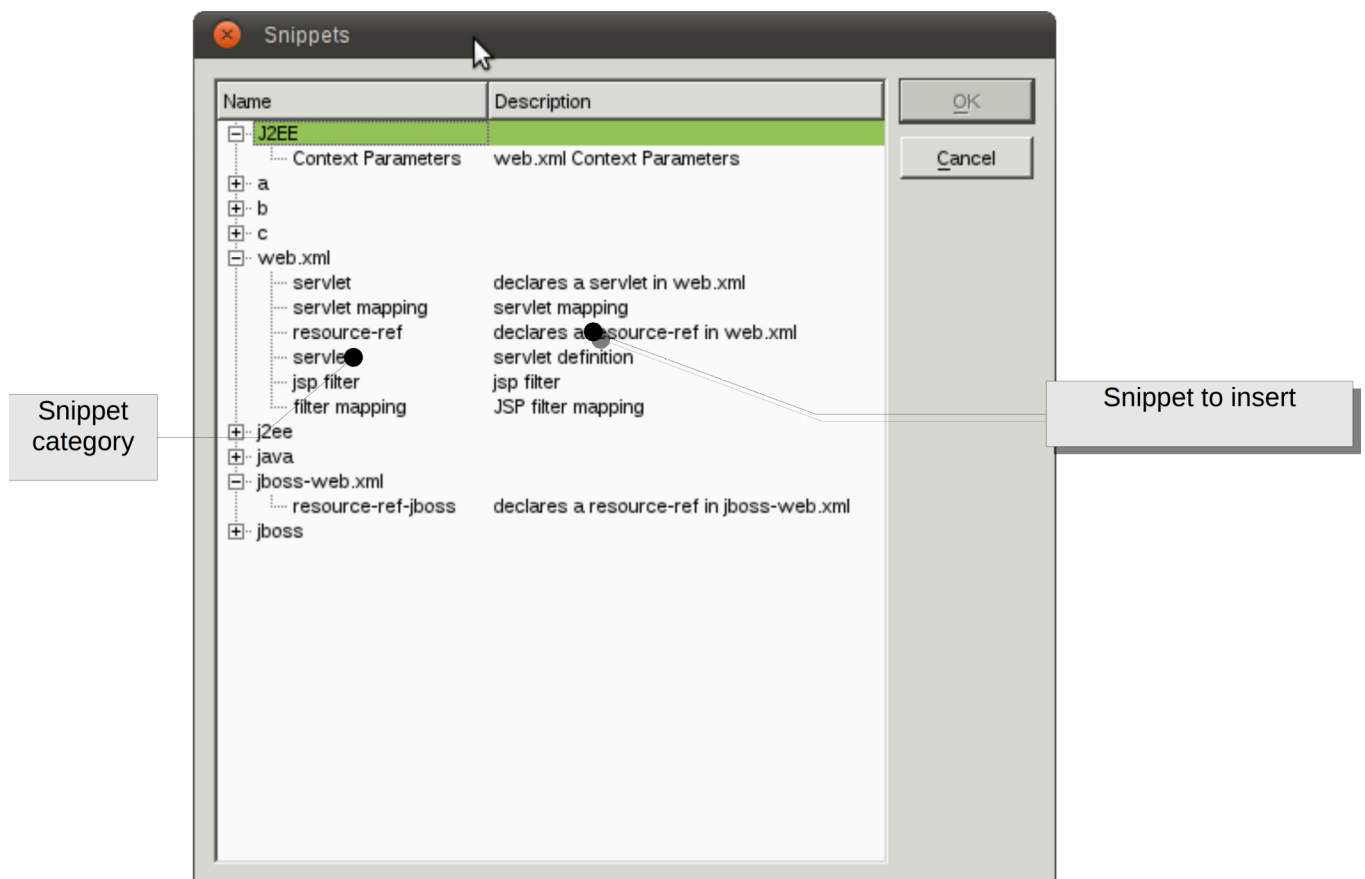 Snippets
Name Description
OK
J2EE
Context Parameters web.xml Context Parameters
Cancel
a
b
c
web.xml
servlet declares a servlet in web.xml
servlet mapping servlet mapping
resource-ref declares a in web.xml
servlet definition
jsp filter jsp filter
filter mapping JSP filter mapping
Snippet to insert
Snippet
category
j2ee
java
jboss-web.xml
resource-ref-jboss declares a resource-ref in jboss-web.xml
jboss